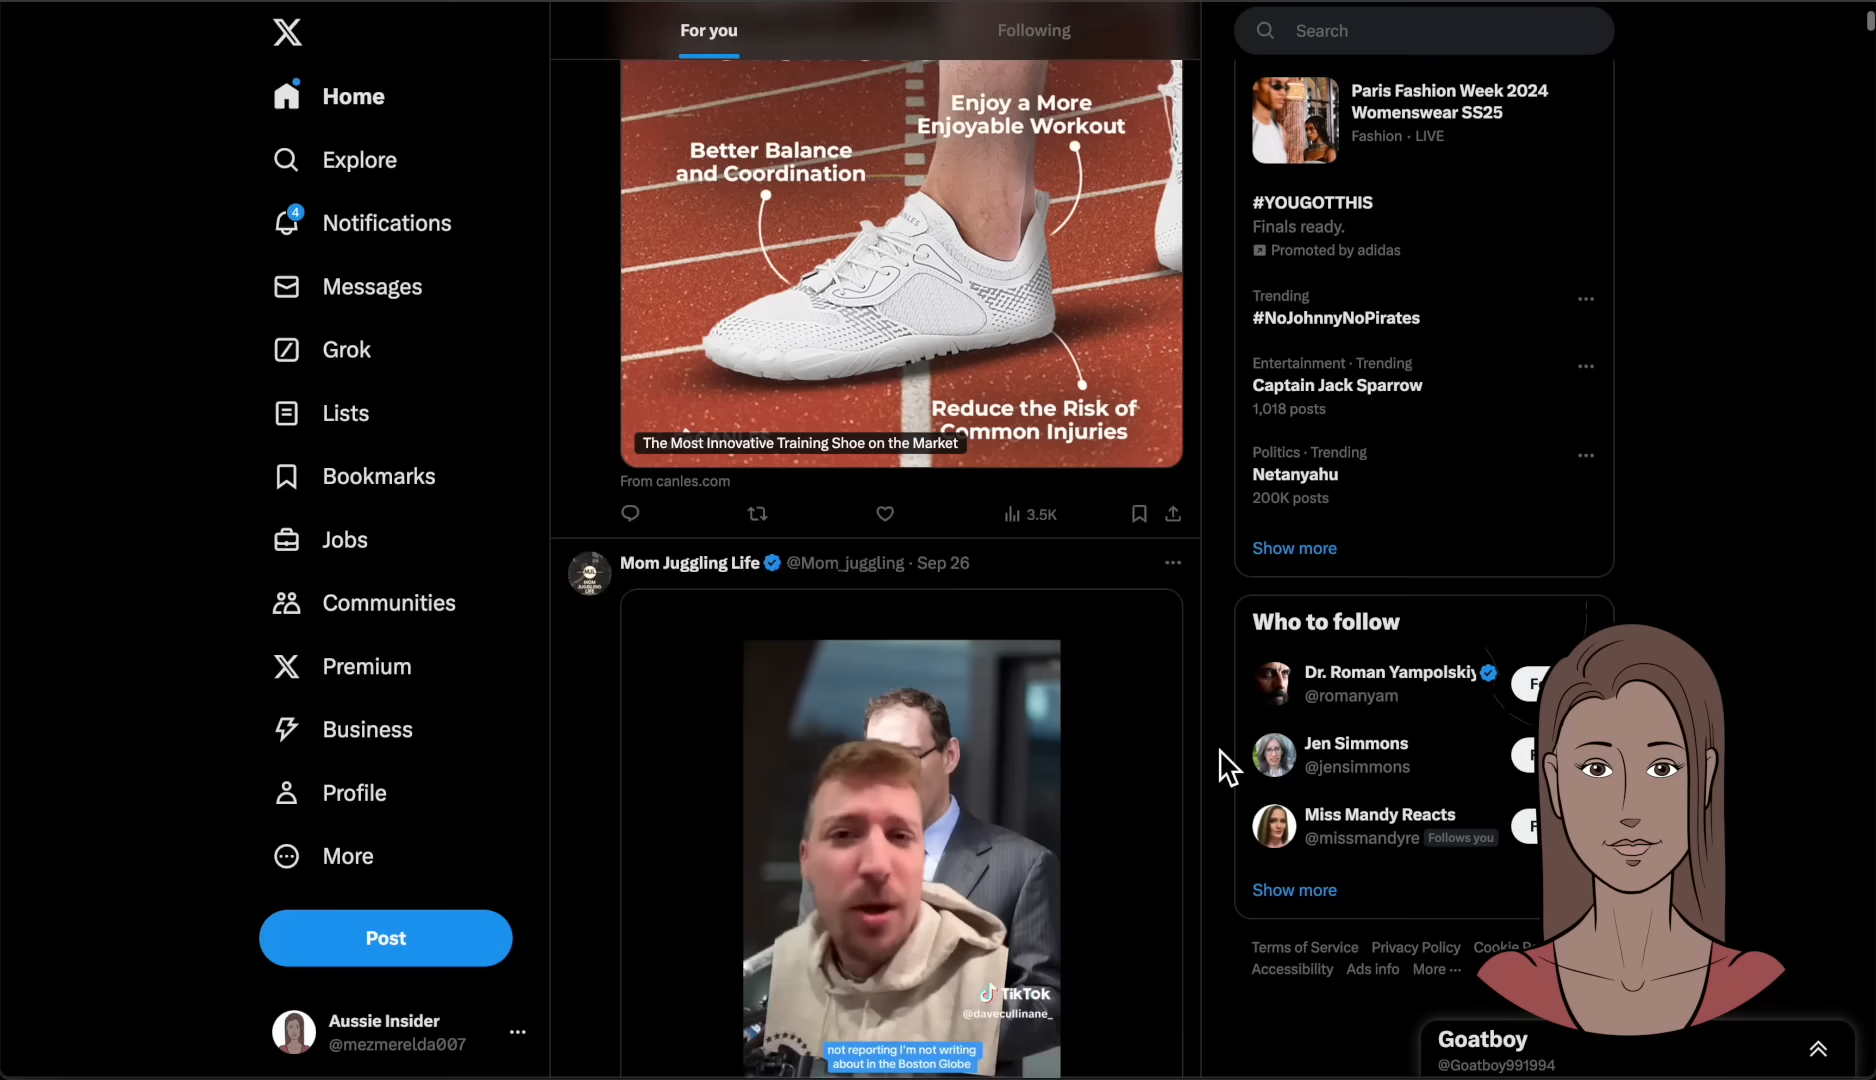 Home
Explore
4
Notifications
Messages
Grok
Lists
Bookmarks
Jobs
Communities
Premium
Business
Profile
More
Post
Aussie Insider
@mezmerelda007
For you
Following
Enjoy a More
Enjoyable Workout
Better Balance
and Coordination
Reduce the Risk of
Common Injuries
The Most Innovative Training Shoe on the Market
From canles.com
3.5K
Mom Juggling Life @Mom_juggling · Sep 26
TikTok
@davecullinane_
not reporting I'm not writing
about in the Boston Globe
Search
Paris Fashion Week 2024
Womenswear SS25
Fashion · LIVE
#YOUGOTTHIS
Finals ready.
Promoted by adidas
Trending
#NoJohnnyNoPirates
Entertainment · Trending
Captain Jack Sparrow
1,018 posts
Politics · Trending
Netanyahu
200K posts
Show more
Who to follow
Dr. Roman Yampolskiy
@romanyam
Jen Simmons
@jensimmons
Miss Mandy Reacts
@missmandyre Follows you
Show more
Terms of Service Privacy Policy Cookie
Accessibility Ads info More ···
Goatboy
@Goatboy991994